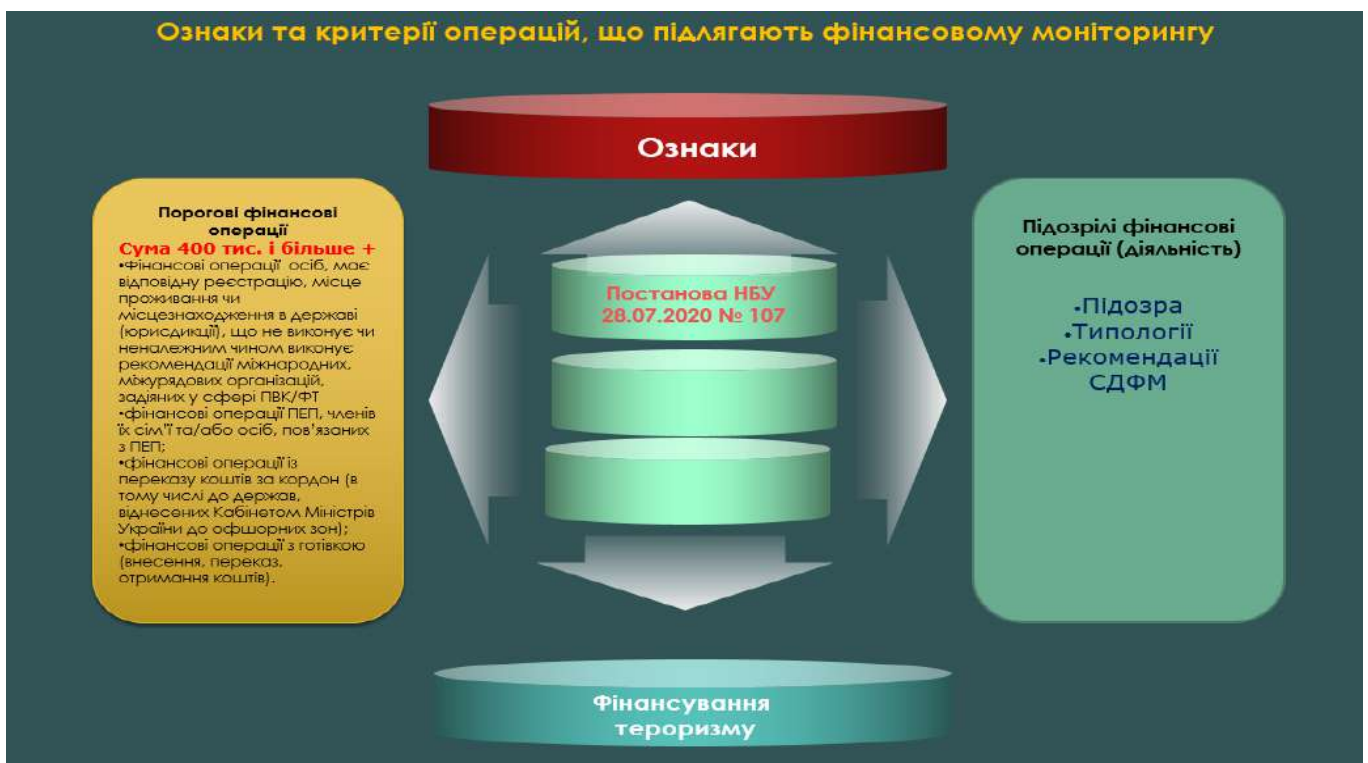 Ознаки та критерії операцій, що підлягають фінансовому моніторингу
Ознаки
Порогові фінансові
операції
Сума 400 тис. і більше +
•Фінансові операції осіб, має
відповідну реєстрацію, місце
проживання чи
місцезнаходження в державі
(юрисдикції), що не виконує чи
неналежним чином виконує
рекомендації міжнародних,
міжурядових організацій,
задіяних у сфері ПВК/ФТ
•фінансові операції ПЕП, членів
їх сім'ї та/або осіб, пов'язаних
з ПЕП;
•фінансові операції із
переказу коштів за кордон (в
тому числі до держав,
віднесених Кабінетом Міністрів
України до офшорних зон);
•фінансові операції з готівкою
(внесення, переказ,
отримання коштів).
Постанова НБУ
28.07.2020 № 107
Підозрілі фінансові
операції (діяльність)
•Підозра
•Типології
•Рекомендації
СДФМ
Фінансування
тероризму